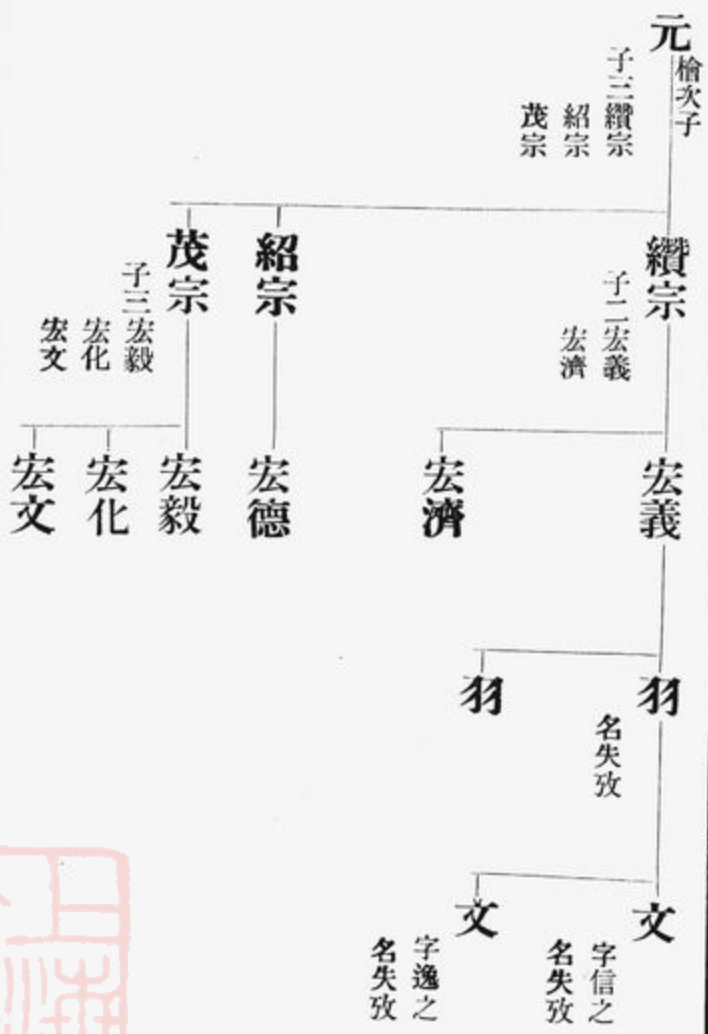 元
檜次子
子三纘宗
紹宗
茂宗
纘宗
子二宏義
宏濟
紹宗
茂宗
子三宏毅
宏化
宏文
宏義
宏濟
宏德
宏毅
宏化
宏文
羽
名失攷
羽
文
字信之
名失攷
文
字逸之
名失攷
上海